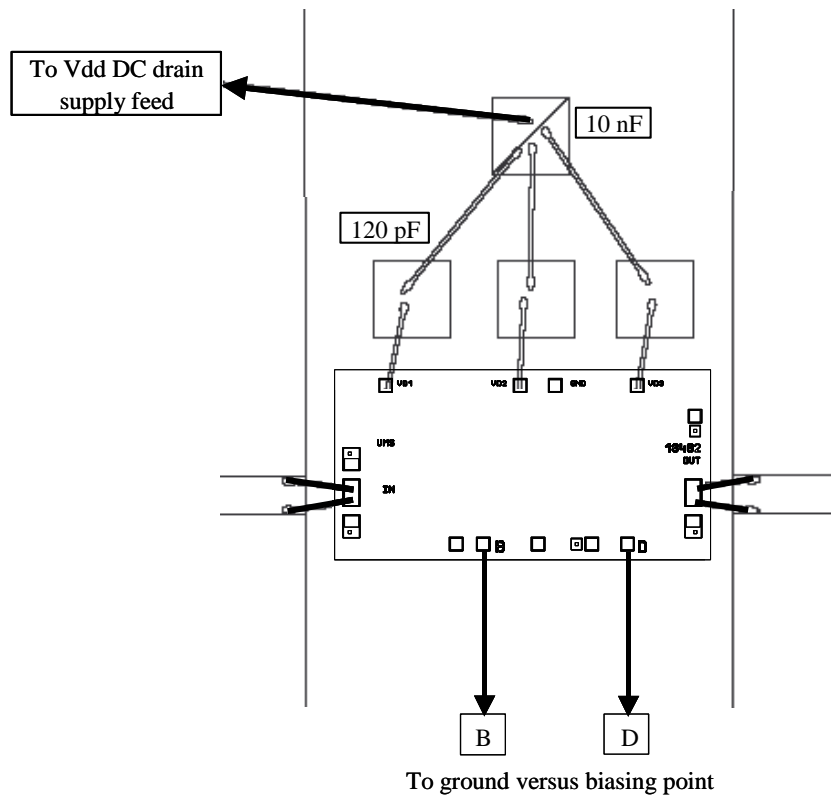 To Vdd DC drain
supply feed
10 nF
120 pF
VD1
VD2
GND
VD3
UMS
IN
OUT
B
D
B
D
To ground versus biasing point